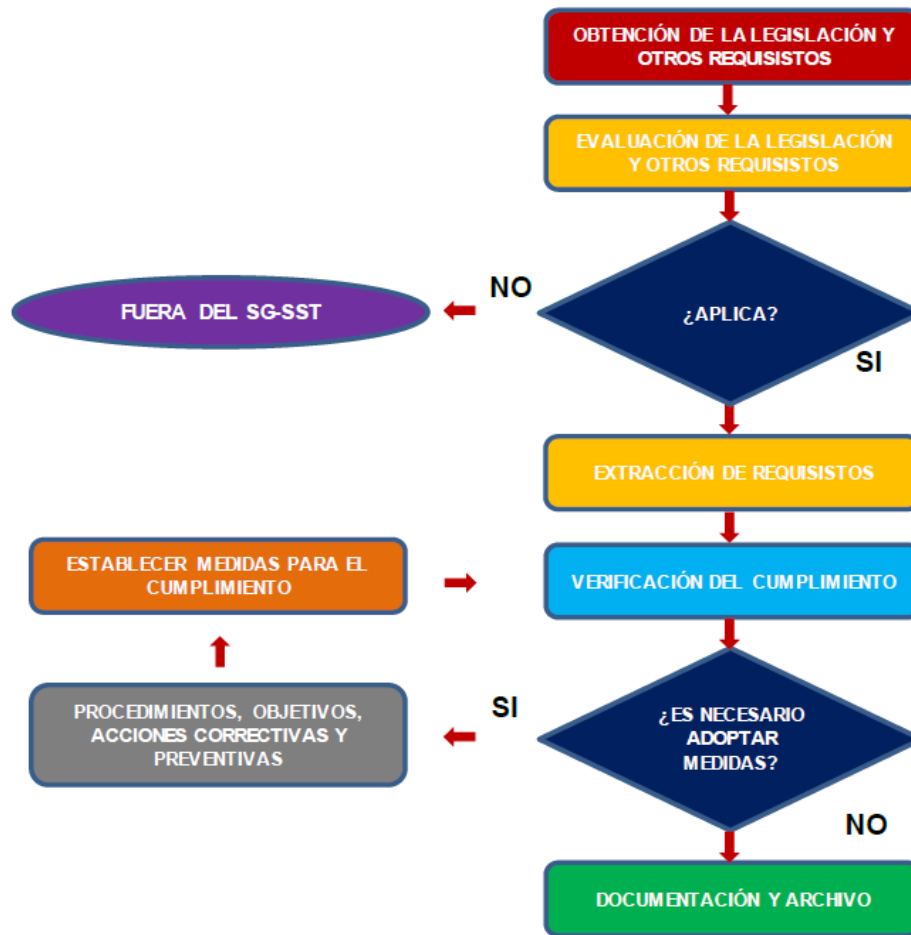 OBTENCIÓN DE LA LEGISLACIÓN Y
OTROS REQUISISTOS
EVALUACIÓN DE LA LEGISLACIÓN
Y OTROS REQUISISTOS
NO
FUERA DEL SG-SST
¿APLICA?
SI
EXTRACCIÓN DE REQUISISTOS
ESTABLECER MEDIDAS PARA EL
CUMPLIMIENTO
VERIFICACIÓN DEL CUMPLIMIENTO
PROCEDIMIENTOS, OBJETIVOS,
ACCIONES CORRECTIVAS Y
PREVENTIVAS
SI
¿ES NECESARIO
ADOPTAR
MEDIDAS?
NO
DOCUMENTACIÓN Y ARCHIVO